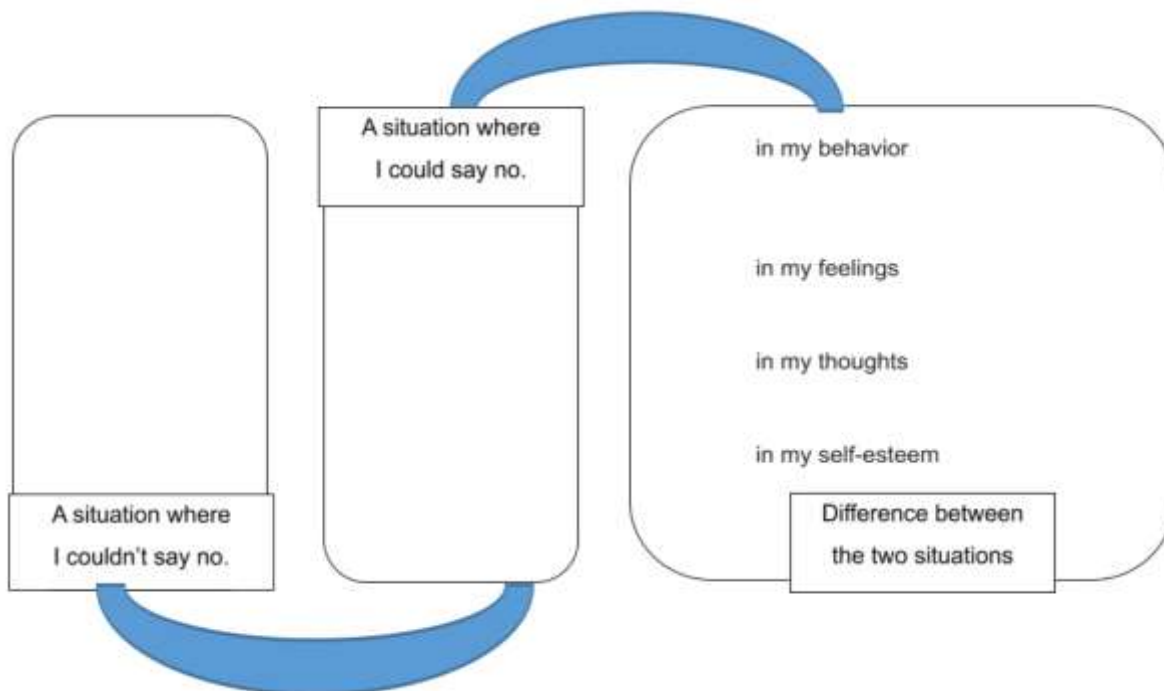 A situation where
I couldn't say no.
A situation where
I could say no.
in my behavior
in my feelings
in my thoughts
in my self-esteem
Difference between
the two situations